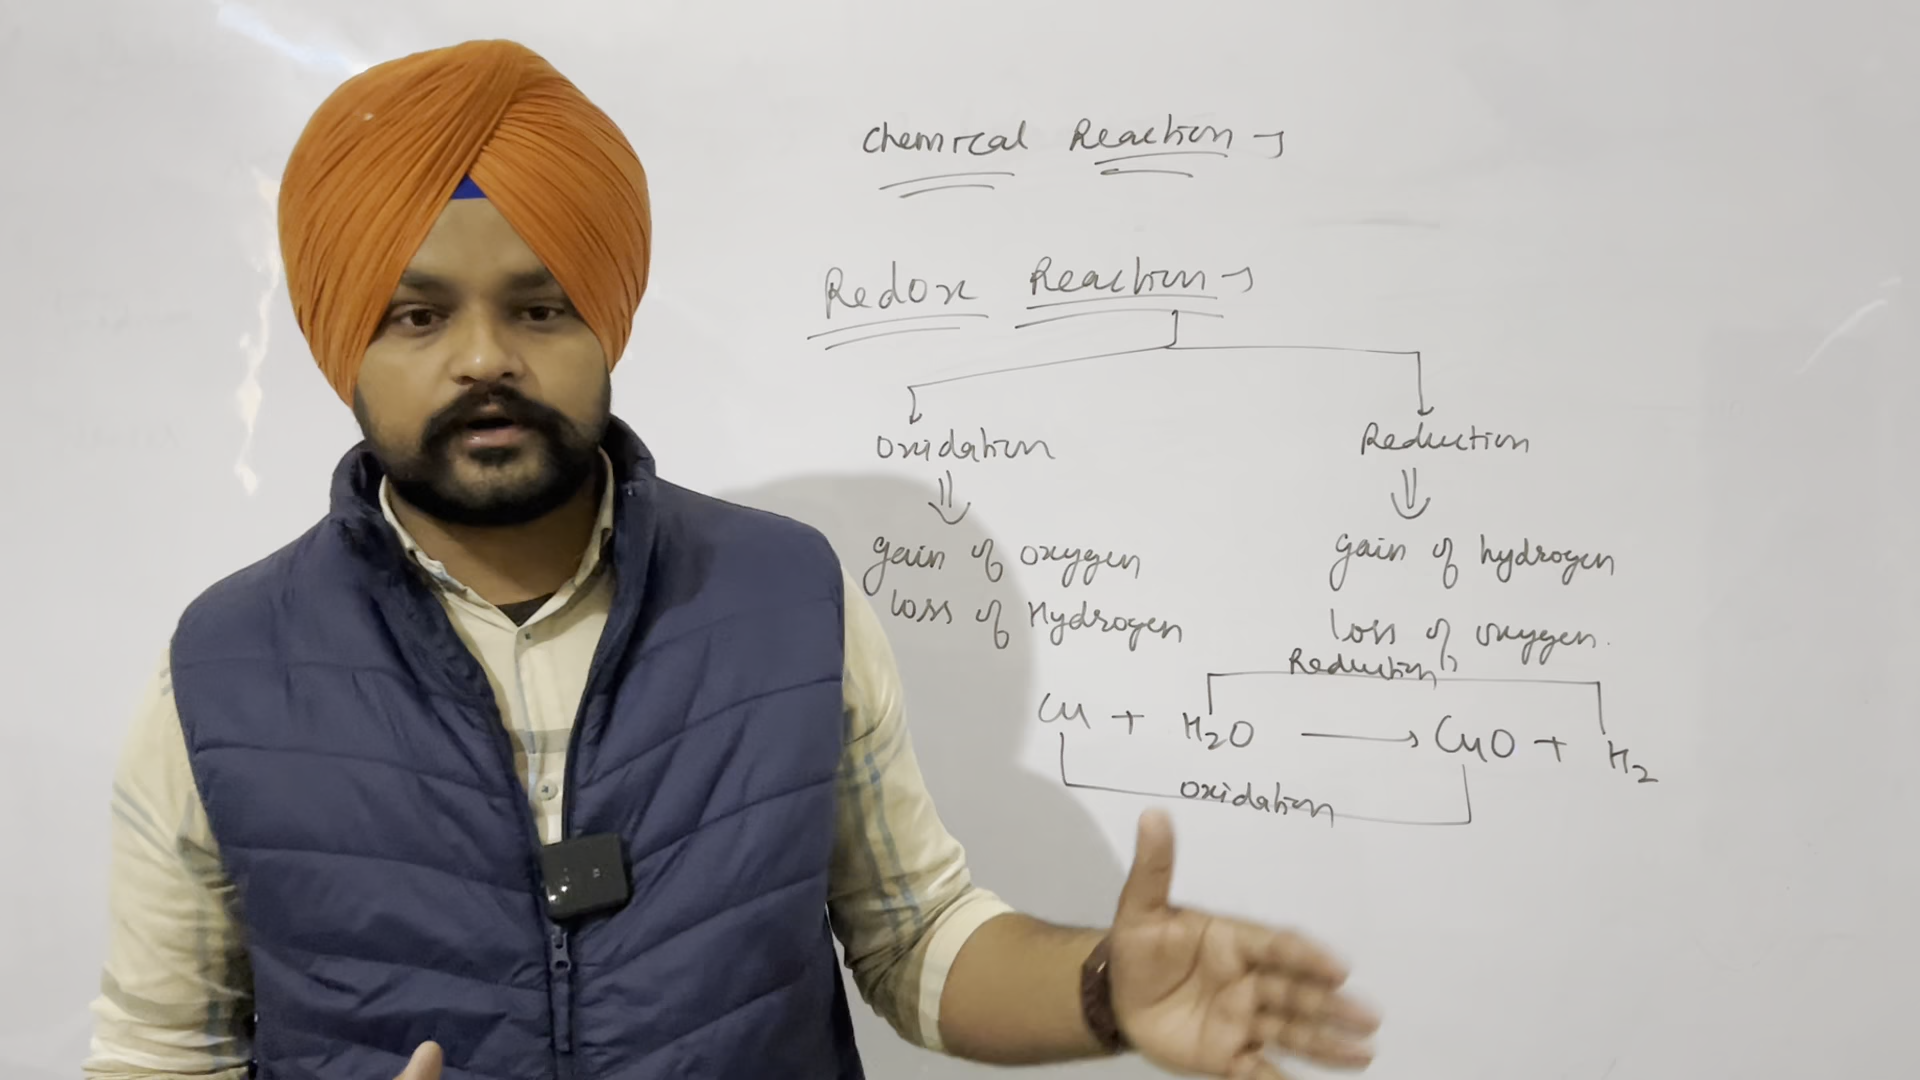 Chemical Reaction →
Redox Reaction →
Oxidation
Reduction
gain of oxygen
loss of Hydrogen
gain of hydrogen
loss of oxygen.
Reduction
Cu + H2O → CuO + H2
Oxidation